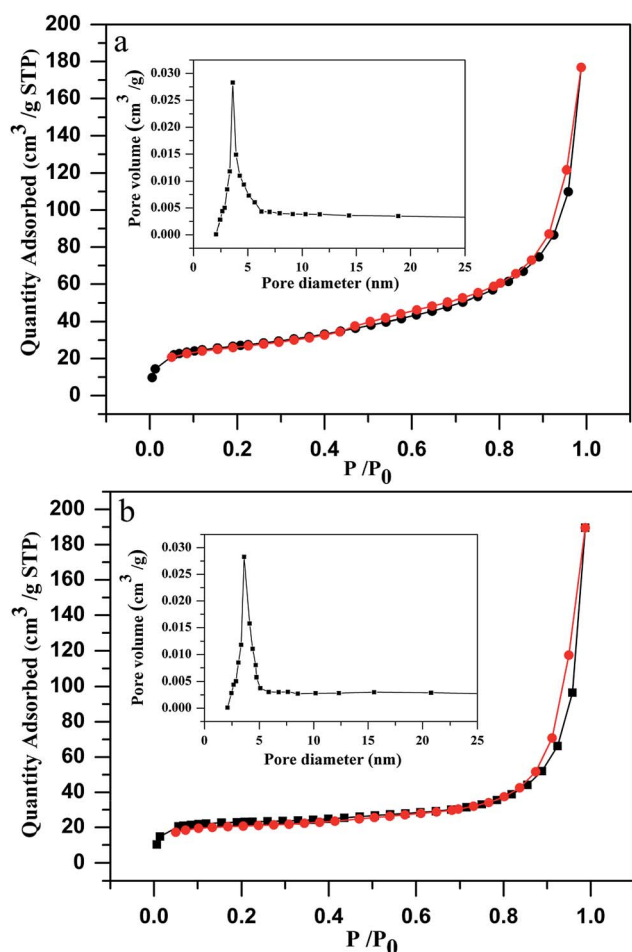 a
200
180
160
140
120
100
80
60
40
20
0
Quantity Adsorbed (cm³ /g STP)
0.0 0.2 0.4 0.6 0.8 1.0
P /P₀
0.030
0.025
0.020
0.015
0.010
0.005
0.000
Pore volume (cm³ /g)
0 5 10 15 20 25
Pore diameter (nm)
b
200
180
160
140
120
100
80
60
40
20
0
Quantity Adsorbed (cm³ /g STP)
0.0 0.2 0.4 0.6 0.8 1.0
P /P₀
0.030
0.025
0.020
0.015
0.010
0.005
0.000
Pore volume (cm³ /g)
0 5 10 15 20 25
Pore diameter (nm)